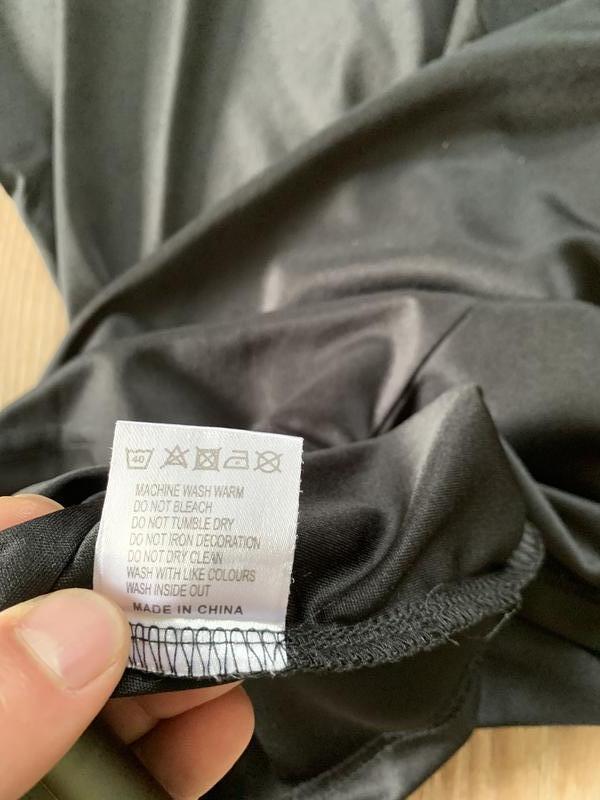 40
MACHINE WASH WARM
DO NOT BLEACH
DO NOT TUMBLE DRY
DO NOT IRON DECORATION
DO NOT DRY CLEAN
WASH WITH LIKE COLOURS
WASH INSIDE OUT
MADE IN CHINA